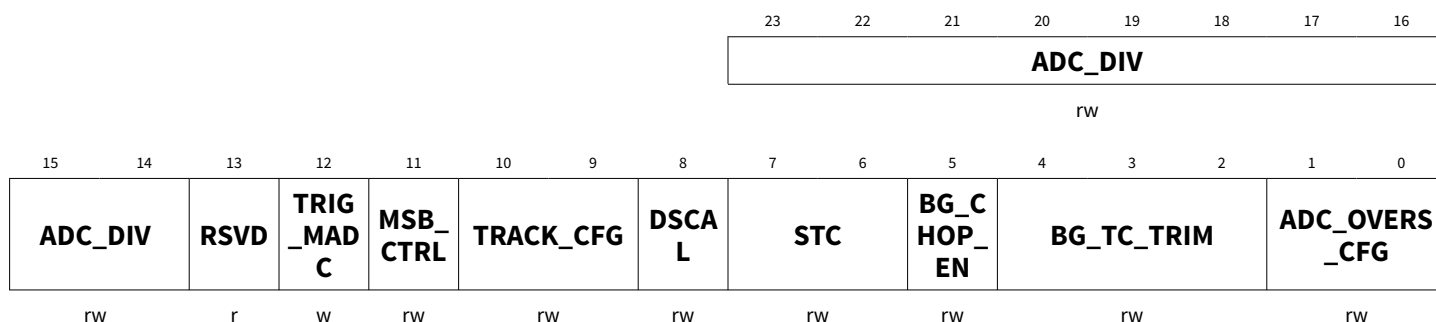 23 22 21 20 19 18 17 16
ADC_DIV
rw
15 14 13 12 11 10 9 8 7 6 5 4 3 2 1 0
ADC_DIV
RSVD
TRIG
_MAD
C
MSB_
CTRL
TRACK_CFG
DSCA
L
STC
BG_C
HOP_
EN
BG_TC_TRIM
ADC_OVERS
_CFG
rw r w rw rw rw rw rw rw rw